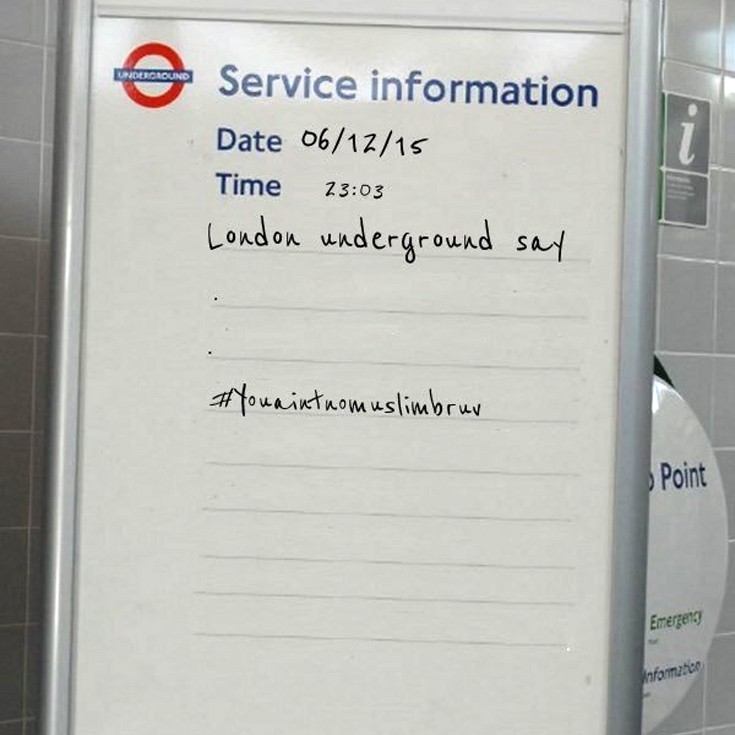 UNDERGROUND
Service information
Date 06/12/15
Time 23:03
London underground say
.
.
#Youaintnomuslimbruv
i
Point
Emergency
Information